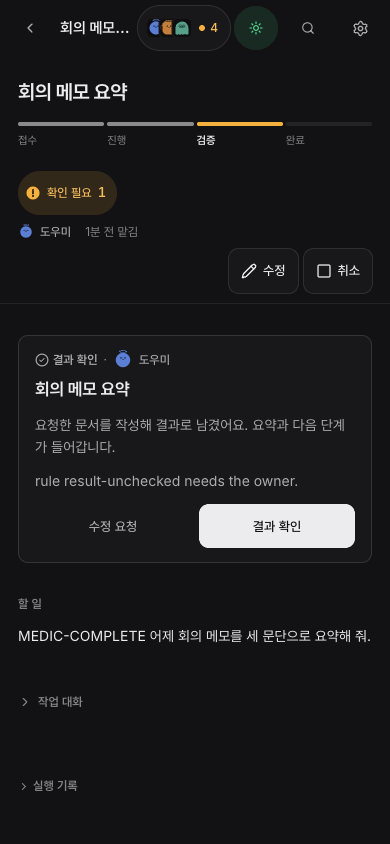 회의 메모...
4
회의 메모 요약
접수
진행
검증
완료
확인 필요 1
도우미 1분 전 맡김
수정
취소
결과 확인 · 도우미
회의 메모 요약
요청한 문서를 작성해 결과로 남겼어요. 요약과 다음 단계
가 들어갑니다.
rule result-unchecked needs the owner.
수정 요청
결과 확인
할 일
MEDIC-COMPLETE 어제 회의 메모를 세 문단으로 요약해 줘.
작업 대화
실행 기록